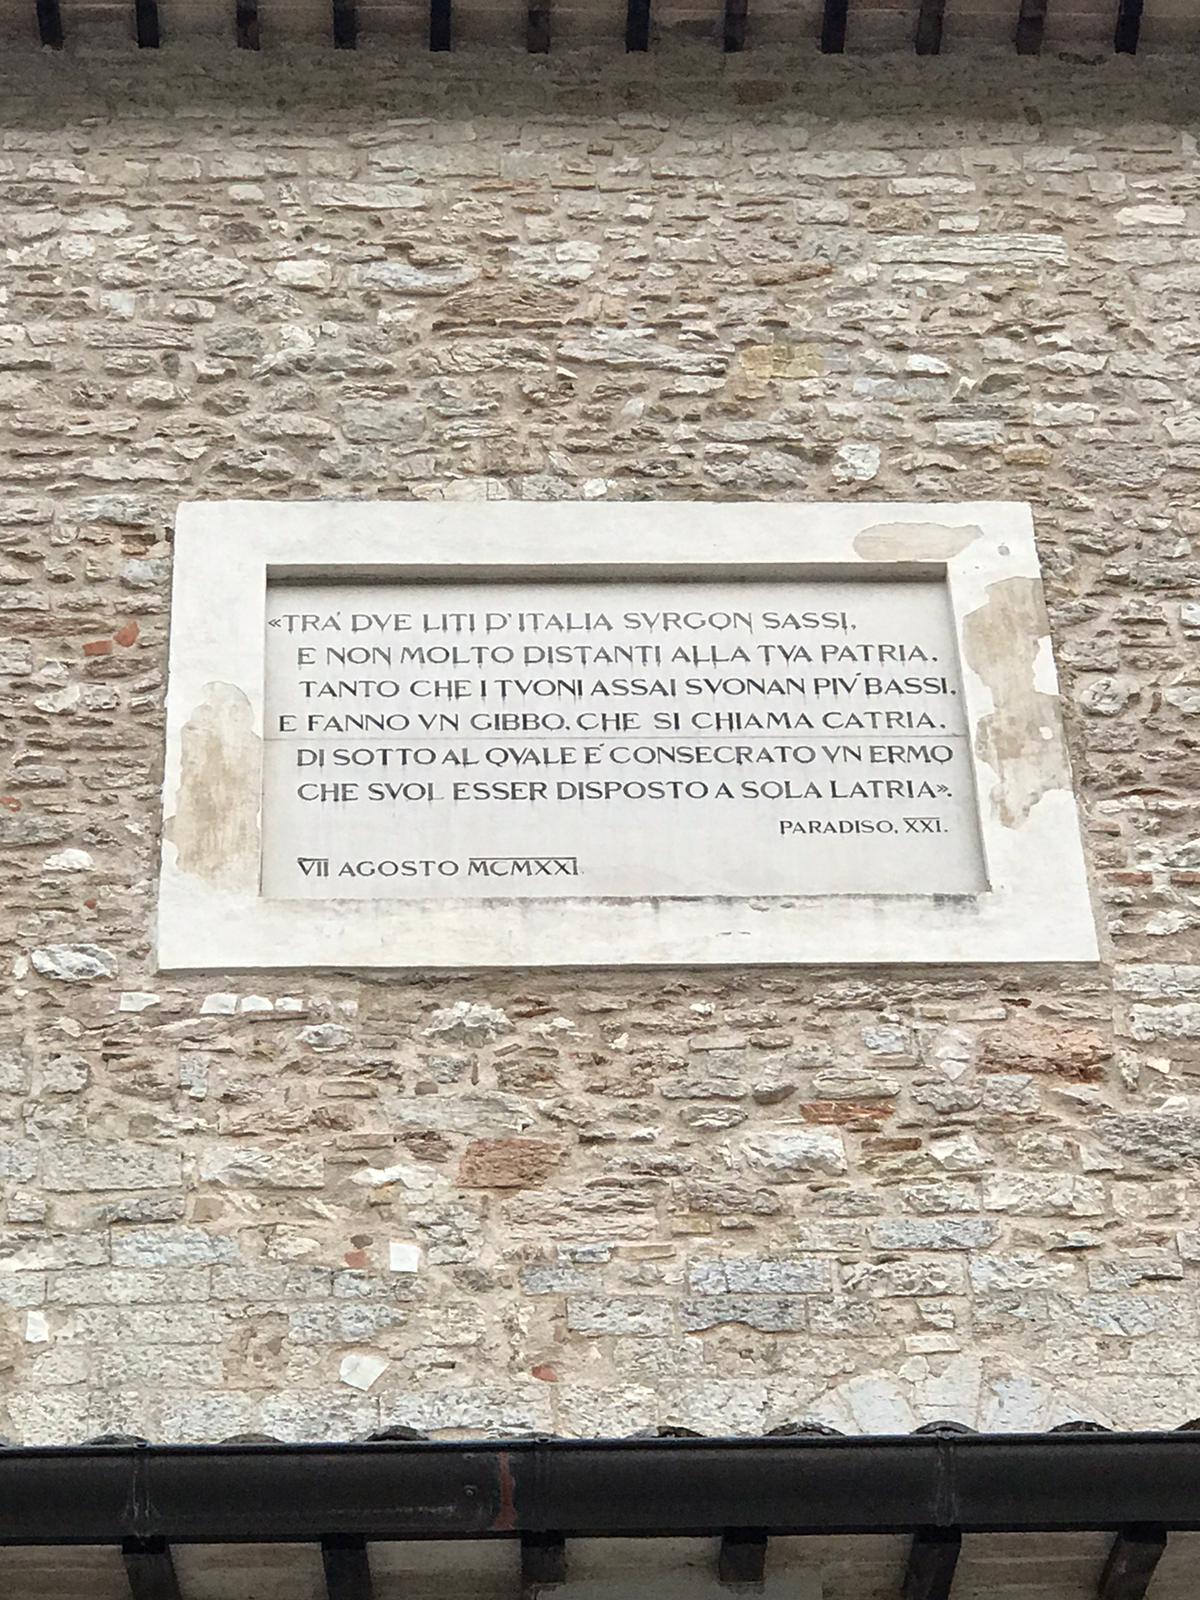 «TRA' DVE LITI D'ITALIA SVRGON SASSI,
E NON MOLTO DISTANTI ALLA TVA PATRIA,
TANTO CHE I TVONI ASSAI SVONAN PIV' BASSI,
E FANNO VN GIBBO, CHE SI CHIAMA CATRIA,
DI SOTTO AL QVALE E' CONSECRATO VN ERMO
CHE SVOL ESSER DISPOSTO A SOLA LATRIA».
PARADISO, XXI.
VII AGOSTO MCMXXI